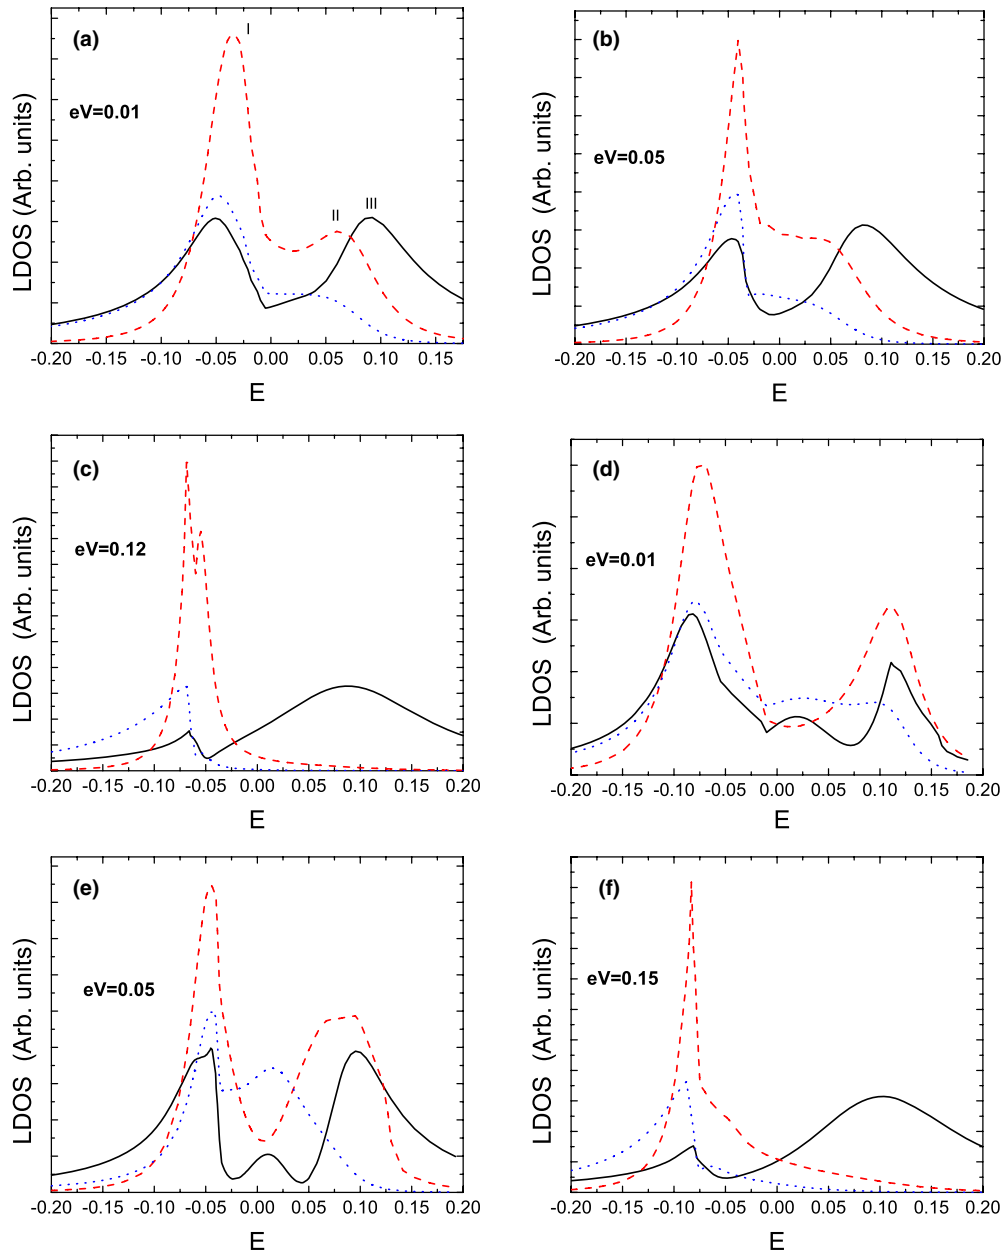 (a)
I
eV=0.01
II
III
LDOS (Arb. units)
-0.20 -0.15 -0.10 -0.05 0.00 0.05 0.10 0.15
E
(b)
eV=0.05
LDOS (Arb. units)
-0.20 -0.15 -0.10 -0.05 0.00 0.05 0.10 0.15 0.20
E
(c)
eV=0.12
LDOS (Arb. units)
-0.20 -0.15 -0.10 -0.05 0.00 0.05 0.10 0.15 0.20
E
(d)
eV=0.01
LDOS (Arb. units)
-0.20 -0.15 -0.10 -0.05 0.00 0.05 0.10 0.15 0.20
E
(e)
eV=0.05
LDOS (Arb. units)
-0.20 -0.15 -0.10 -0.05 0.00 0.05 0.10 0.15 0.20
E
(f)
eV=0.15
LDOS (Arb. units)
-0.20 -0.15 -0.10 -0.05 0.00 0.05 0.10 0.15 0.20
E